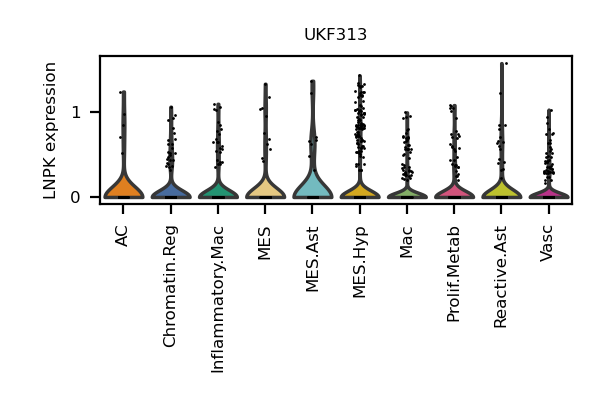 UKF313
LNPK expression
1
0
AC
Chromatin.Reg
Inflammatory.Mac
MES
MES.Ast
MES.Hyp
Mac
Prolif.Metab
Reactive.Ast
Vasc